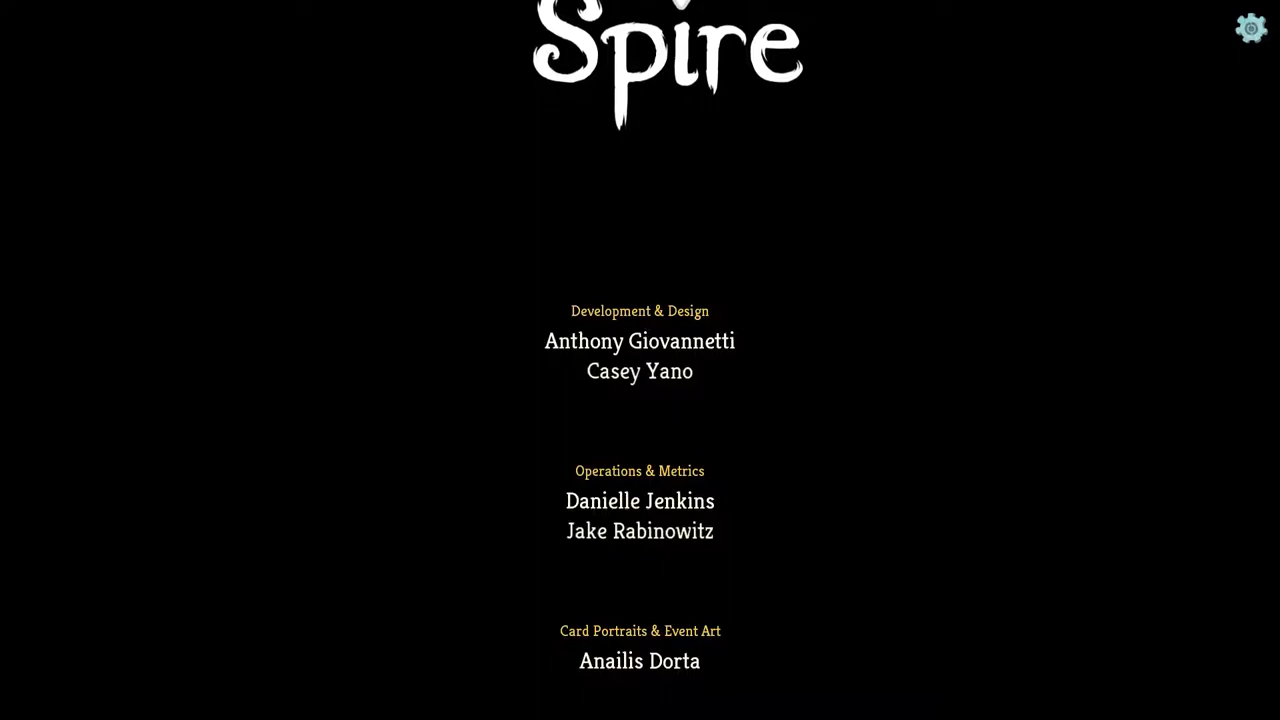 Spire
Development & Design
Anthony Giovannetti
Casey Yano
Operations & Metrics
Danielle Jenkins
Jake Rabinowitz
Card Portraits & Event Art
Anailis Dorta